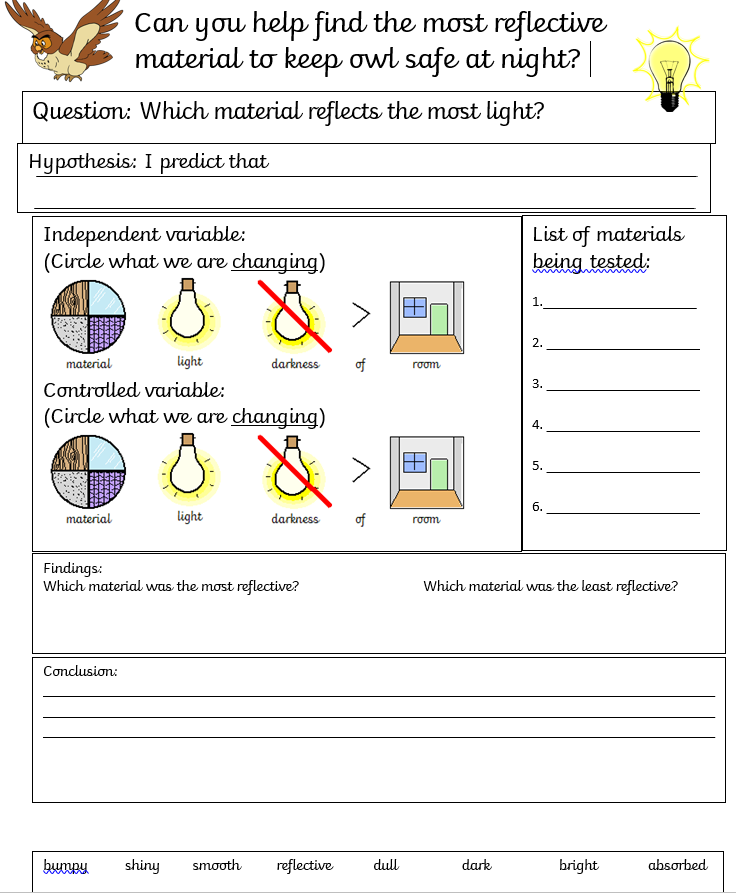 Can you help find the most reflective
material to keep owl safe at night?
Question: Which material reflects the most light?
Hypothesis: I predict that
Independent variable:
(Circle what we are changing)
material light darkness of room
Controlled variable:
(Circle what we are changing)
material light darkness of room
List of materials
being tested:
1.
2.
3.
4.
5.
6.
Findings:
Which material was the most reflective? Which material was the least reflective?
Conclusion:
bumpy shiny smooth reflective dull dark bright absorbed